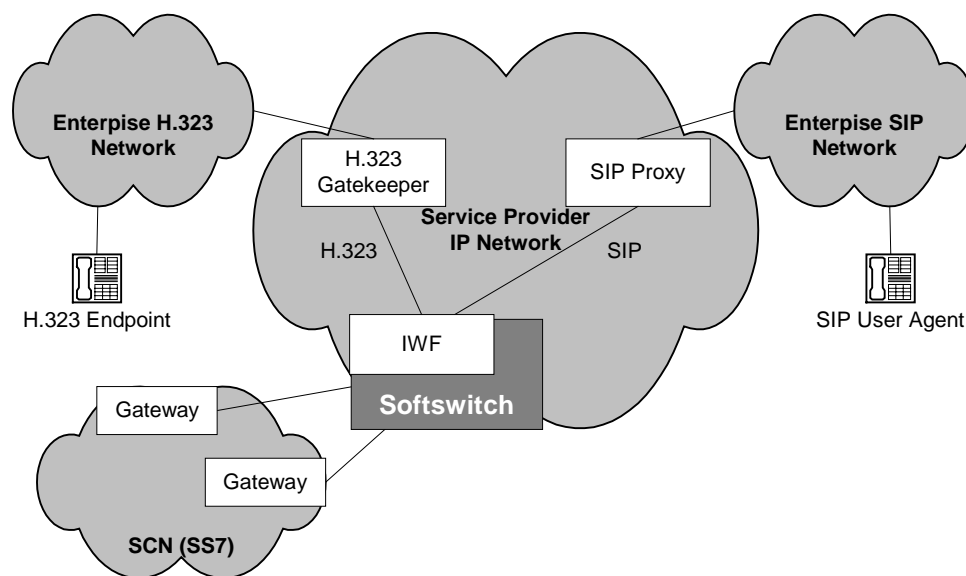 Enterpise H.323
Network
Enterpise SIP
Network
H.323
Gatekeeper
SIP Proxy
Service Provider
IP Network
H.323
SIP
H.323 Endpoint
SIP User Agent
IWF
Softswitch
Gateway
Gateway
SCN (SS7)